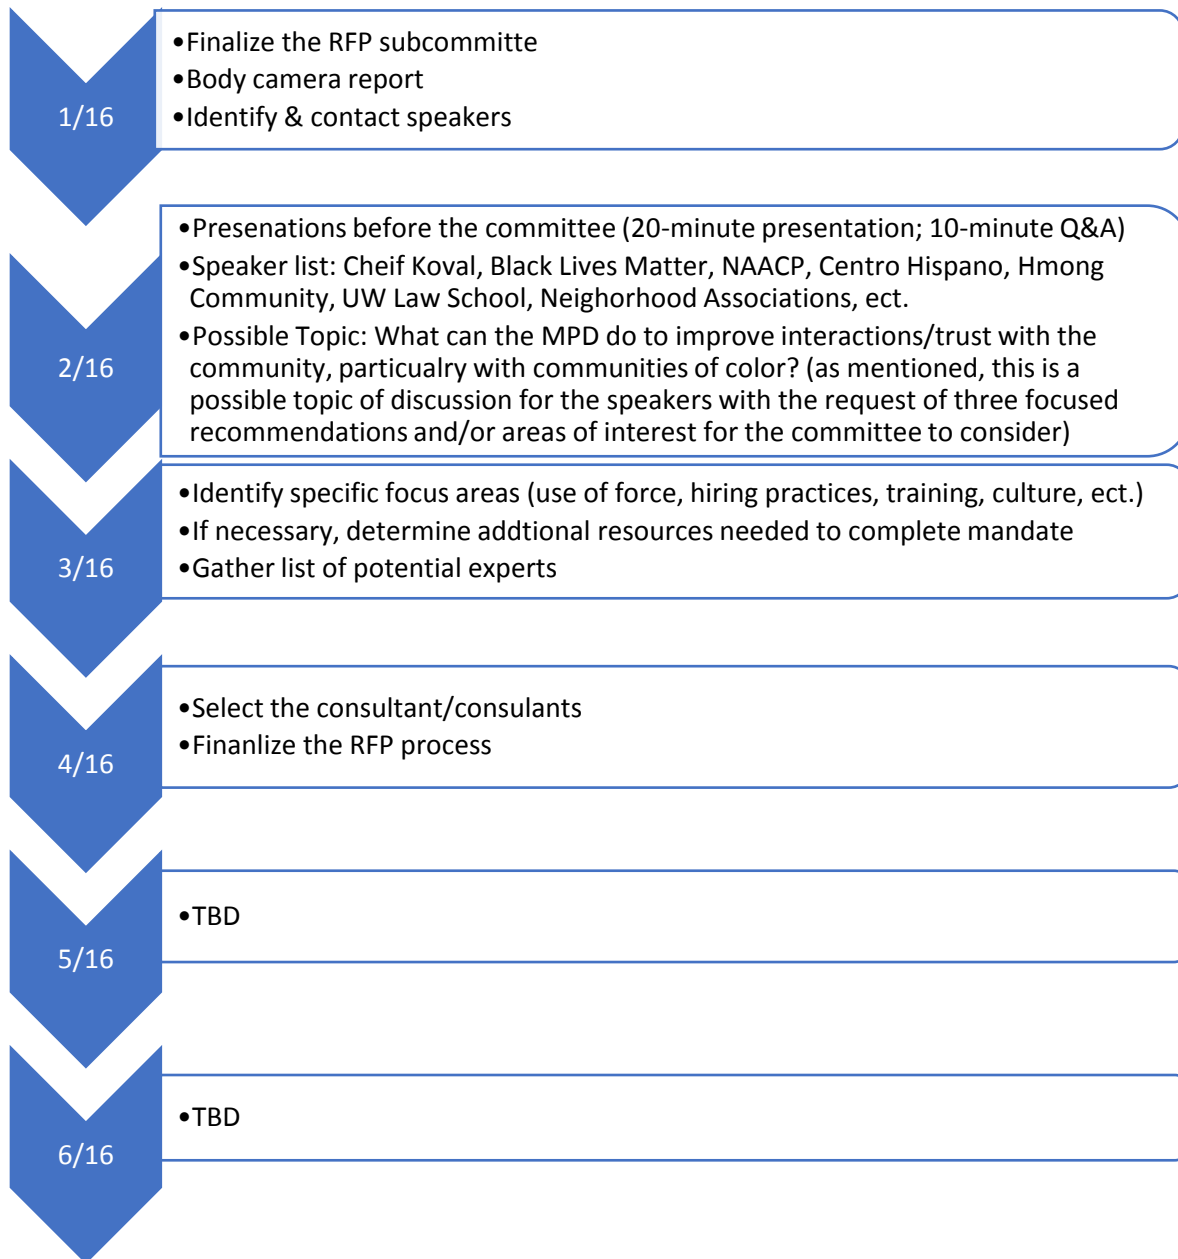 1/16
•Finalize the RFP subcommitte
•Body camera report
•Identify & contact speakers
2/16
•Presenations before the committee (20-minute presentation; 10-minute Q&A)
•Speaker list: Cheif Koval, Black Lives Matter, NAACP, Centro Hispano, Hmong
Community, UW Law School, Neighorhood Associations, ect.
•Possible Topic: What can the MPD do to improve interactions/trust with the
community, particualry with communities of color? (as mentioned, this is a
possible topic of discussion for the speakers with the request of three focused
recommendations and/or areas of interest for the committee to consider)
3/16
•Identify specific focus areas (use of force, hiring practices, training, culture, ect.)
•If necessary, determine addtional resources needed to complete mandate
•Gather list of potential experts
4/16
•Select the consultant/consulants
•Finanlize the RFP process
5/16
•TBD
6/16
•TBD